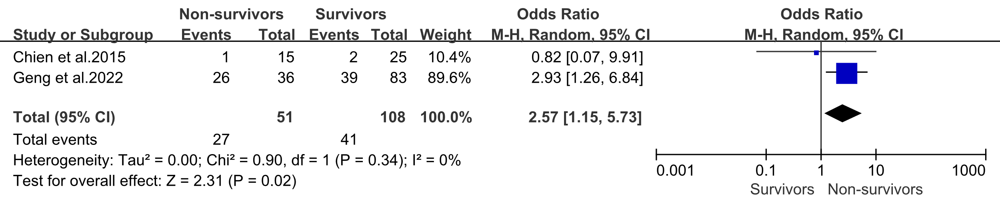 Non-survivors Survivors Odds Ratio Odds Ratio
Study or Subgroup Events Total Events Total Weight M-H, Random, 95% CI M-H, Random, 95% CI
Chien et al.2015 1 15 2 25 10.4% 0.82 [0.07, 9.91]
Geng et al.2022 26 36 39 83 89.6% 2.93 [1.26, 6.84]
Total (95% CI) 51 108 100.0% 2.57 [1.15, 5.73]
Total events 27 41
Heterogeneity: Tau² = 0.00; Chi² = 0.90, df = 1 (P = 0.34); I² = 0%
Test for overall effect: Z = 2.31 (P = 0.02)
0.001 0.1 1 10 1000
Survivors Non-survivors